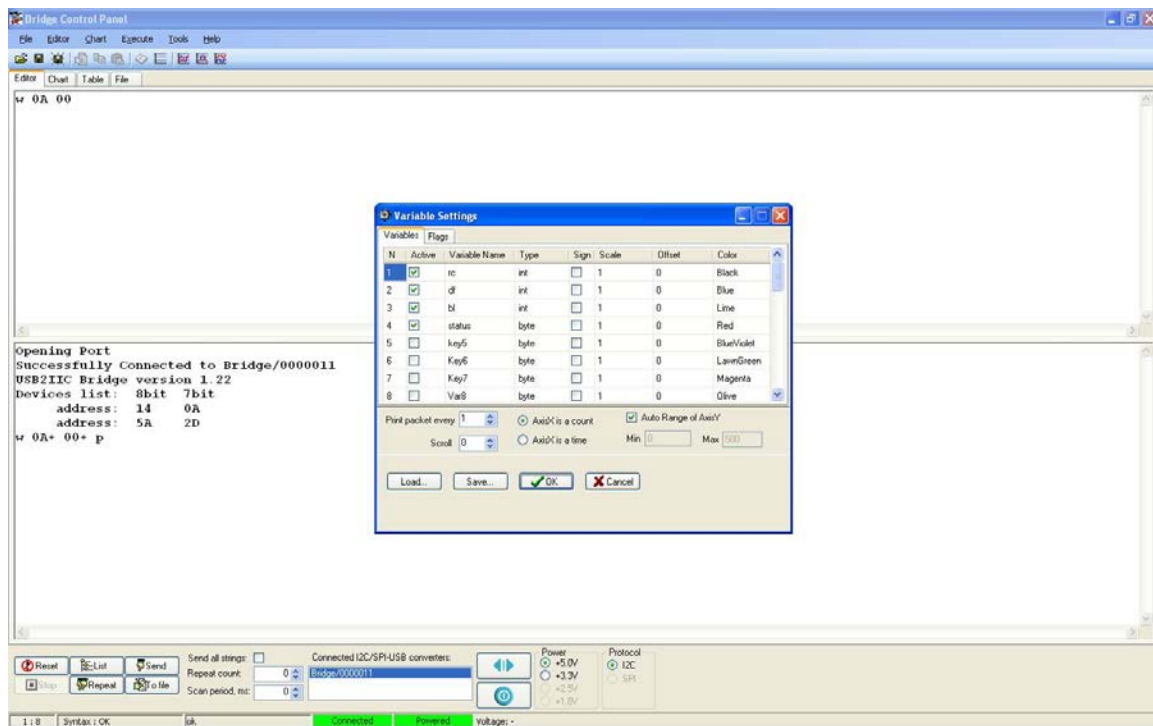 Bridge Control Panel
File Editor Chart Execute Tools Help
Editor Chart Table File
w 0A 00
Variable Settings
Variables Flags
N Active Variable Name Type Sign Scale Offset Color
1 rc int 1 0 Black
2 df int 1 0 Blue
3 bl int 1 0 Lime
4 status byte 1 0 Red
5 key5 byte 1 0 BlueViolet
6 Key6 byte 1 0 LawnGreen
7 Key7 byte 1 0 Magenta
8 Var8 byte 1 0 Olive
Print packet every 1 AxisX is a count Auto Range of AxisY
Scroll 0 AxisX is a time Min 0 Max 500
Load... Save... OK Cancel
Opening Port
Successfully Connected to Bridge/0000011
USB2IIC Bridge version 1.22
Devices list: 8bit 7bit
address: 14 0A
address: 5A 2D
w 0A+ 00+ p
Reset List Send
Stop Repeat To file
Send all strings:
Repeat count: 0
Scan period, ms: 0
Connected I2C/SPI-USB converters:
Bridge/0000011
Power
+5.0V
+3.3V
+2.5V
+1.8V
Protocol
I2C
SPI
1:8 Syntax : OK ok. Connected Powered Voltage: -